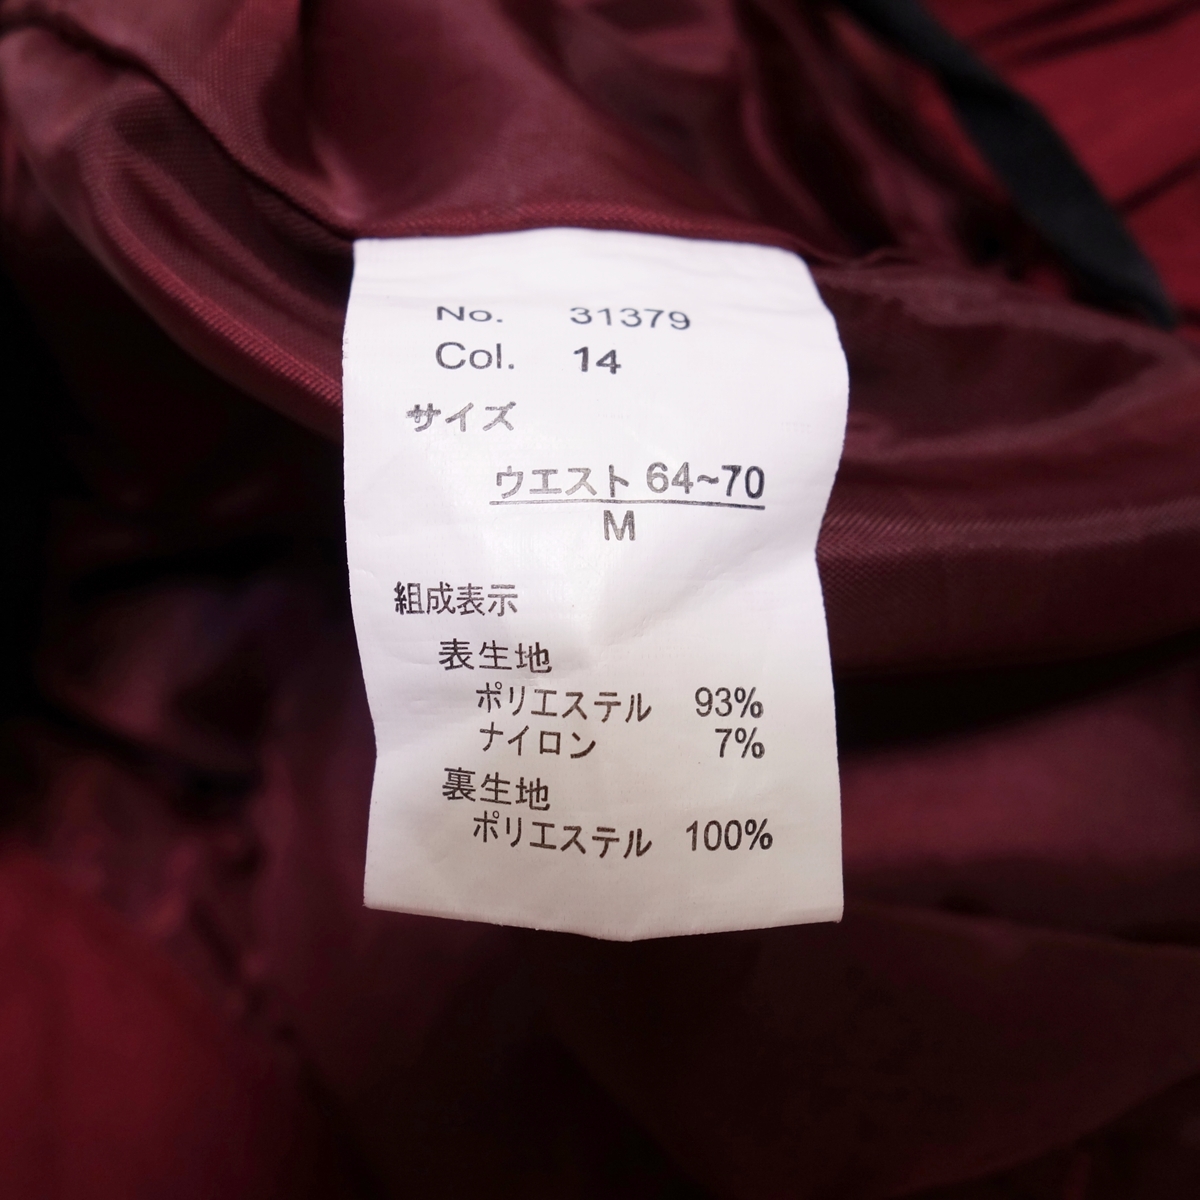 No. 31379
Col. 14
サイズ
ウエスト 64~70
M
組成表示
表生地
ポリエステル 93%
ナイロン 7%
裏生地
ポリエステル 100%